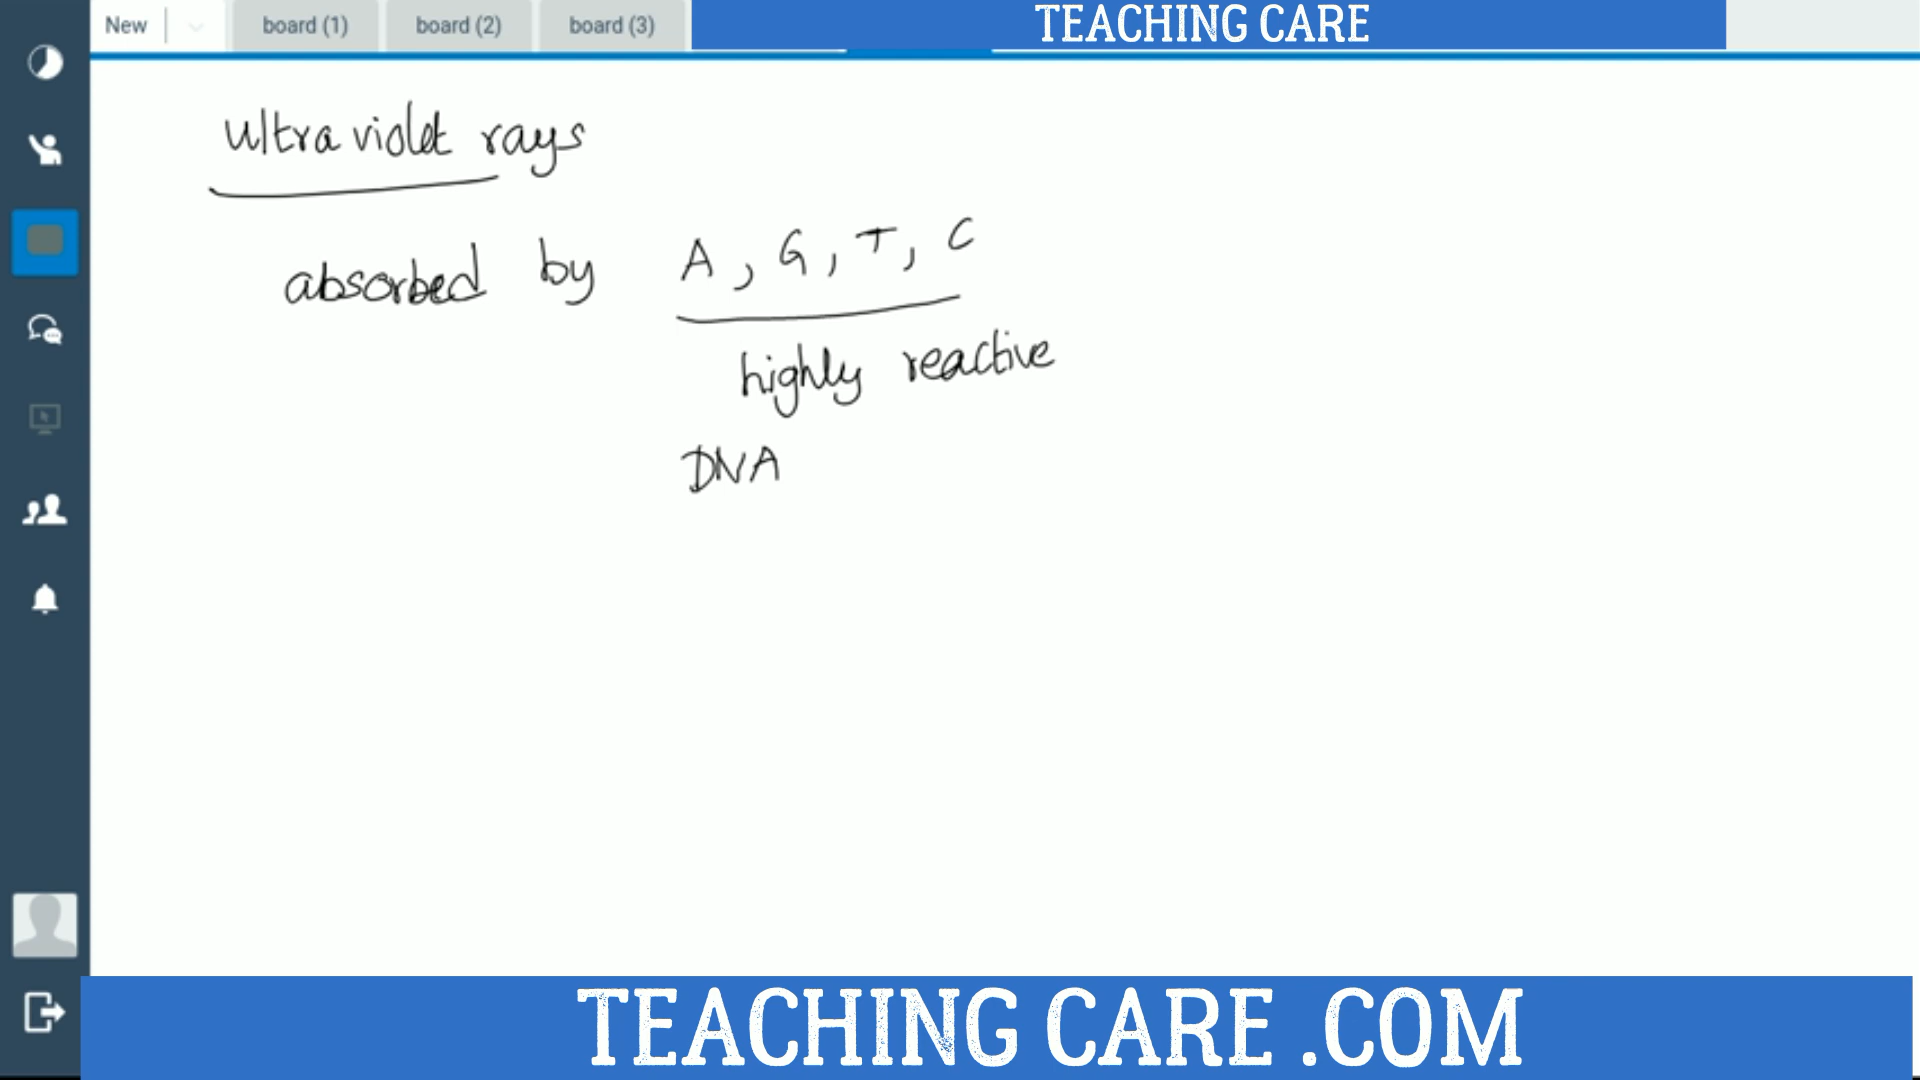 New
board (1)
board (2)
board (3)
TEACHING CARE
Ultra violet rays
absorbed by A, G, T, C
highly reactive
DNA
TEACHING CARE .COM